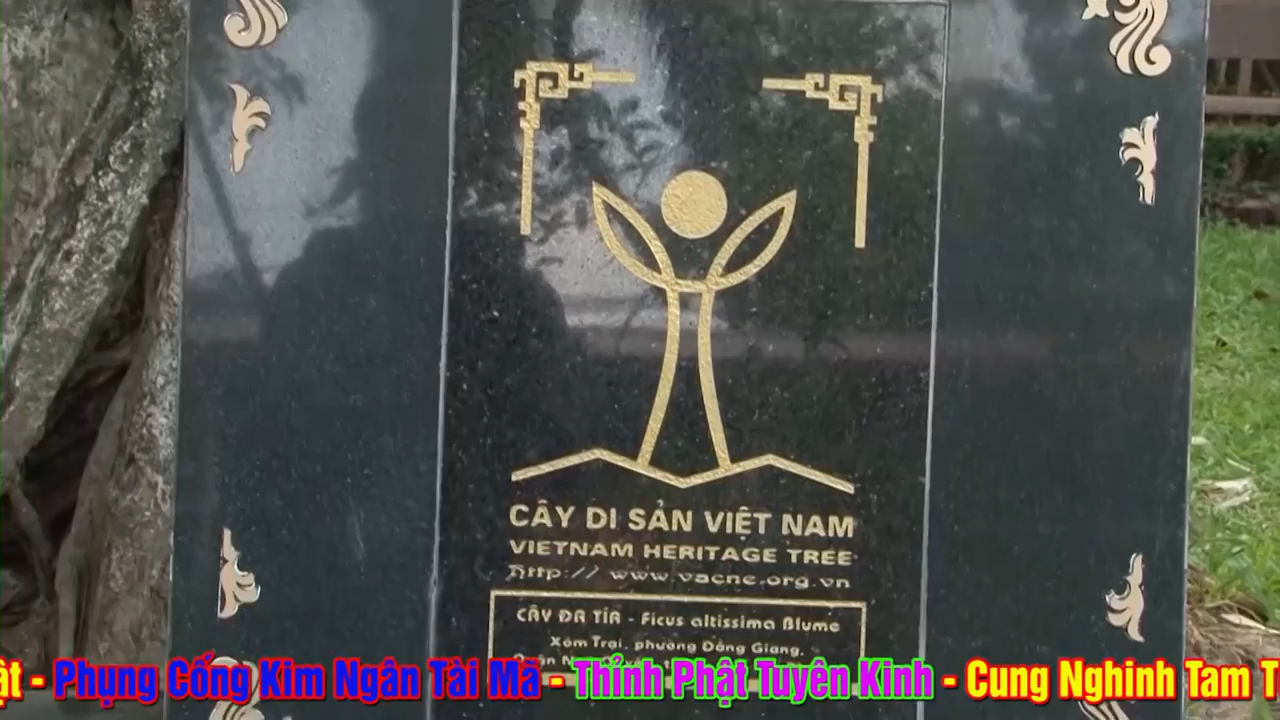 CÂY DI SẢN VIỆT NAM
VIETNAM HERITAGE TREE
http:// www.vacne.org.vn
CÂY ĐA TÍA - Ficus altissima Blume
Xóm Trại, phường Đằng Giang,
- Phụng Cống Kim Ngân Tài Mã - Thỉnh Phật Tuyên Kinh - Cung Nghinh Tam